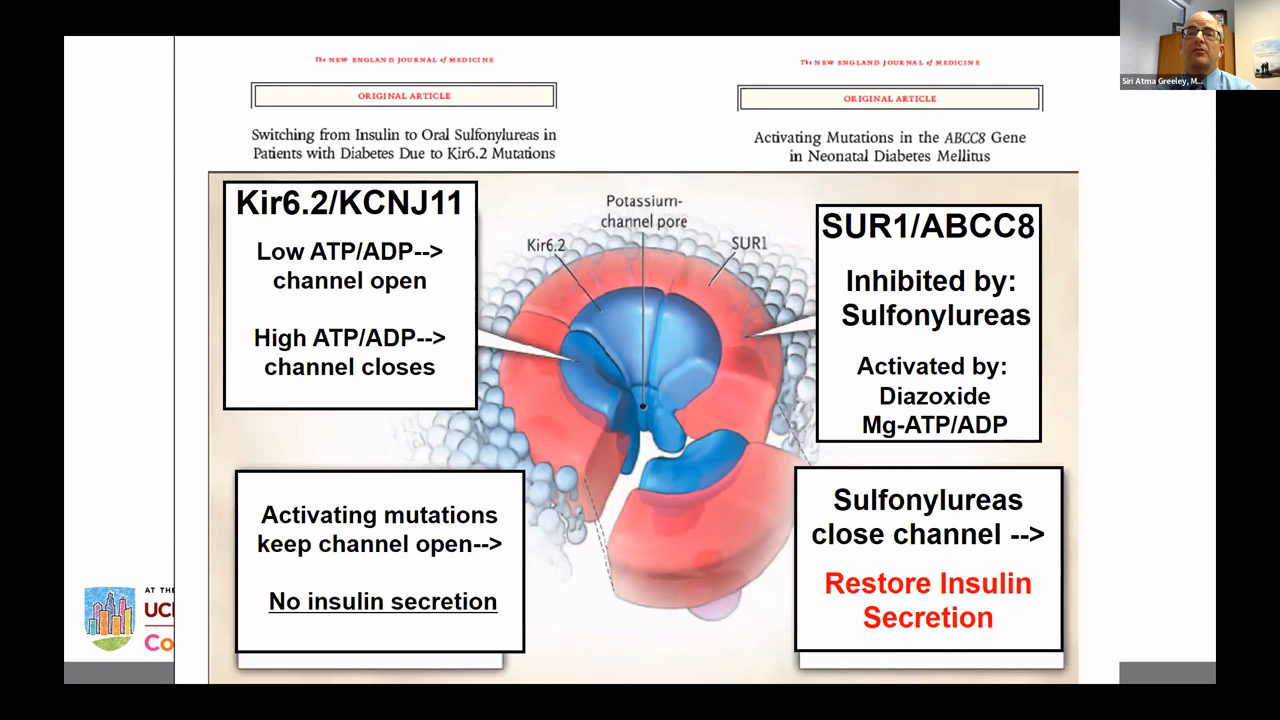 The NEW ENGLAND JOURNAL of MEDICINE
ORIGINAL ARTICLE
Switching from Insulin to Oral Sulfonylureas in
Patients with Diabetes Due to Kir6.2 Mutations
The NEW ENGLAND JOURNAL of MEDICINE
ORIGINAL ARTICLE
Activating Mutations in the ABCC8 Gene
in Neonatal Diabetes Mellitus
Siri Atma Greeley, M...
Kir6.2/KCNJ11
Low ATP/ADP-->
channel open
High ATP/ADP-->
channel closes
Potassium-
channel pore
Kir6.2
SUR1
SUR1/ABCC8
Inhibited by:
Sulfonylureas
Activated by:
Diazoxide
Mg-ATP/ADP
Activating mutations
keep channel open-->
No insulin secretion
Sulfonylureas
close channel -->
Restore Insulin
Secretion
AT THE